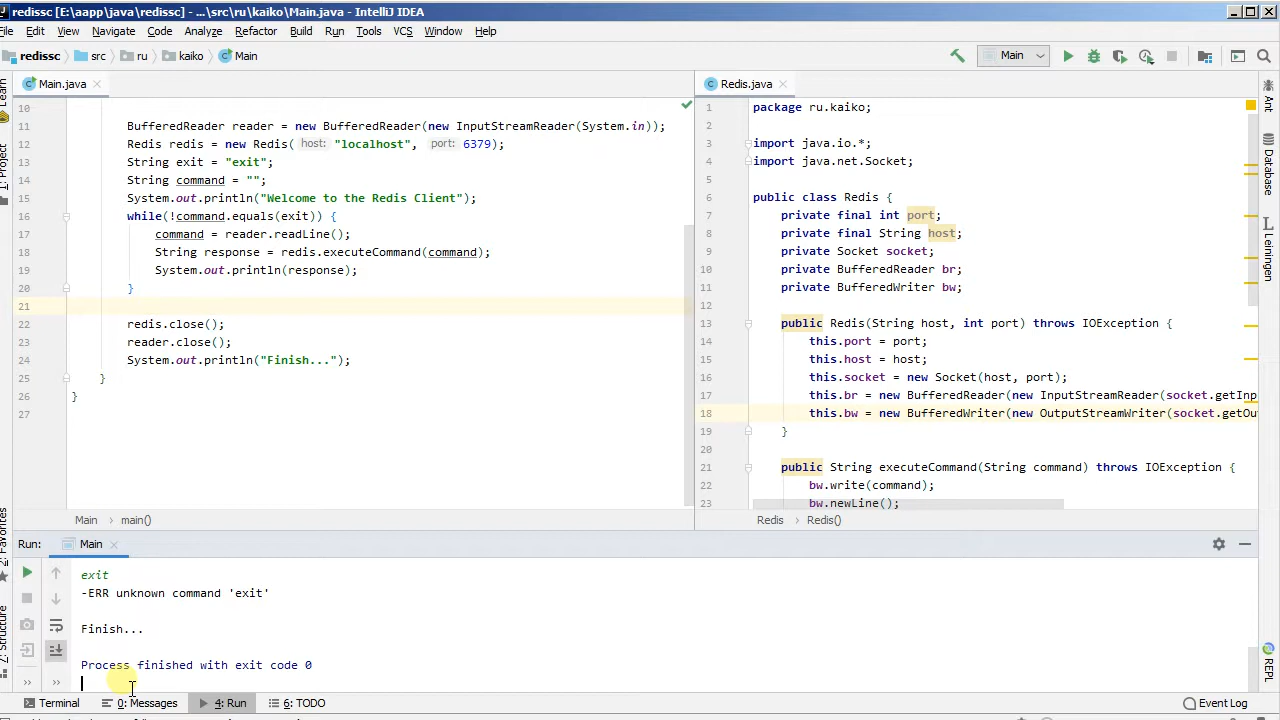 redissc [E:\aapp\java\redissc] - ...\src\ru\kaiko\Main.java - IntelliJ IDEA
File Edit View Navigate Code Analyze Refactor Build Run Tools VCS Window Help
redissc src ru kaiko Main
Main
Main.java
10
11 BufferedReader reader = new BufferedReader(new InputStreamReader(System.in));
12 Redis redis = new Redis( host: "localhost", port: 6379);
13 String exit = "exit";
14 String command = "";
15 System.out.println("Welcome to the Redis Client");
16 while(!command.equals(exit)) {
17 command = reader.readLine();
18 String response = redis.executeCommand(command);
19 System.out.println(response);
20 }
21
22 redis.close();
23 reader.close();
24 System.out.println("Finish...");
25 }
26 }
27
Main main()
Redis.java
1 package ru.kaiko;
2
3 import java.io.*;
4 import java.net.Socket;
5
6 public class Redis {
7 private final int port;
8 private final String host;
9 private Socket socket;
10 private BufferedReader br;
11 private BufferedWriter bw;
12
13 public Redis(String host, int port) throws IOException {
14 this.port = port;
15 this.host = host;
16 this.socket = new Socket(host, port);
17 this.br = new BufferedReader(new InputStreamReader(socket.getInp
18 this.bw = new BufferedWriter(new OutputStreamWriter(socket.getOu
19 }
20
21 public String executeCommand(String command) throws IOException {
22 bw.write(command);
23 bw.newLine();
Redis Redis()
Learn
1: Project
2: Favorites
7: Structure
Ant
Database
Leiningen
REPL
Run: Main
exit
-ERR unknown command 'exit'
Finish...
Process finished with exit code 0
Terminal 0: Messages 4: Run 6: TODO Event Log